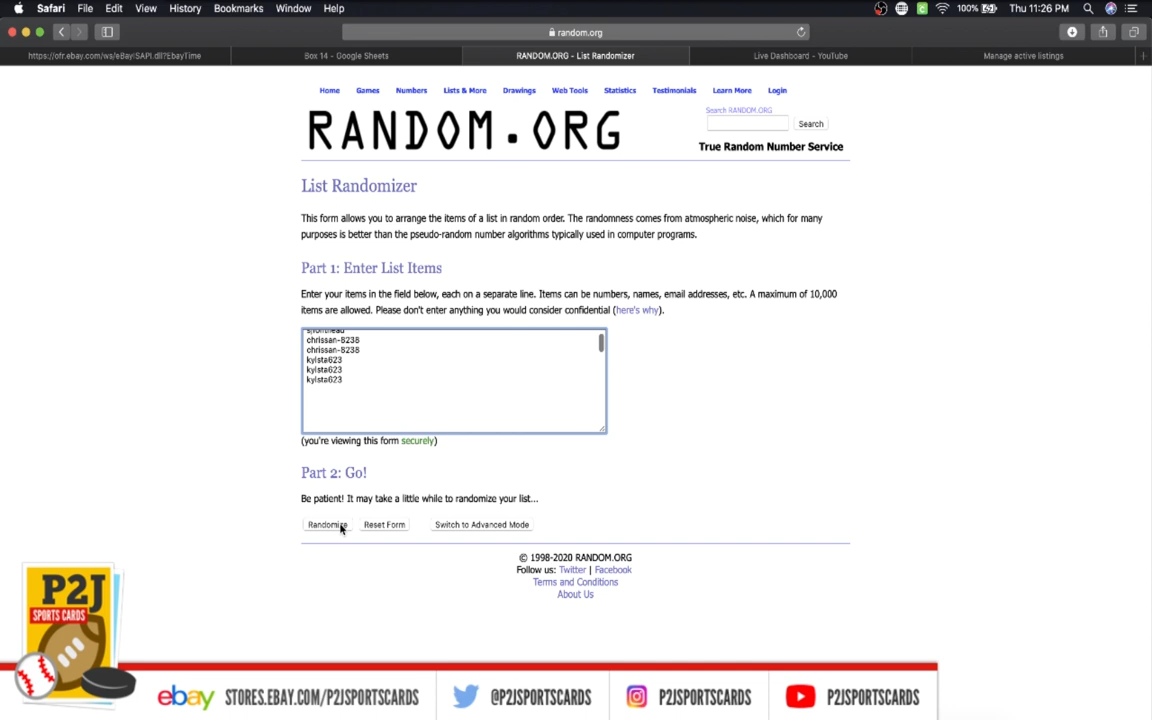 Safari File Edit View History Bookmarks Window Help 100% Thu 11:26 PM
random.org
https://ofr.ebay.com/ws/eBayISAPI.dll?EbayTime Box 14 - Google Sheets RANDOM.ORG - List Randomizer Live Dashboard - YouTube Manage active listings
Home Games Numbers Lists & More Drawings Web Tools Statistics Testimonials Learn More Login
Search RANDOM.ORG
RANDOM.ORG
Search
True Random Number Service
List Randomizer
This form allows you to arrange the items of a list in random order. The randomness comes from atmospheric noise, which for many
purposes is better than the pseudo-random number algorithms typically used in computer programs.
Part 1: Enter List Items
Enter your items in the field below, each on a separate line. Items can be numbers, names, email addresses, etc. A maximum of 10,000
items are allowed. Please don't enter anything you would consider confidential (here's why).
chrissan-8238
chrissan-8238
kylsta623
kylsta623
kylsta623
(you're viewing this form securely)
Part 2: Go!
Be patient! It may take a little while to randomize your list...
Randomize Reset Form Switch to Advanced Mode
© 1998-2020 RANDOM.ORG
Follow us: Twitter | Facebook
Terms and Conditions
About Us
P2J
SPORTS CARDS
ebay STORES.EBAY.COM/P2JSPORTSCARDS @P2JSPORTSCARDS P2JSPORTSCARDS P2JSPORTSCARDS